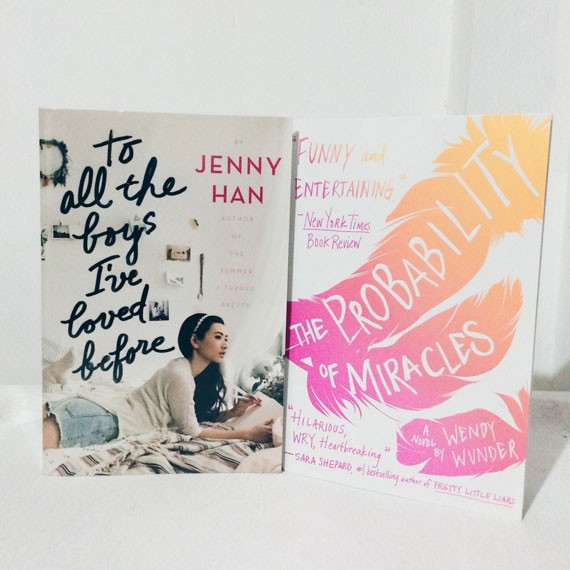 to
all the
boys
I've
loved
before
BY
JENNY
HAN
AUTHOR
OF
THE
SUMMER
I TURNED
PRETTY
"FUNNY and
ENTERTAINING"
-New York Times
Book Review
THE PROBABILITY
OF MIRACLES
A NOVEL BY WENDY WUNDER
"HILARIOUS,
WRY, Heartbreaking"
- SARA SHEPARD, #1 bestselling author of PRETTY LITTLE LIARS